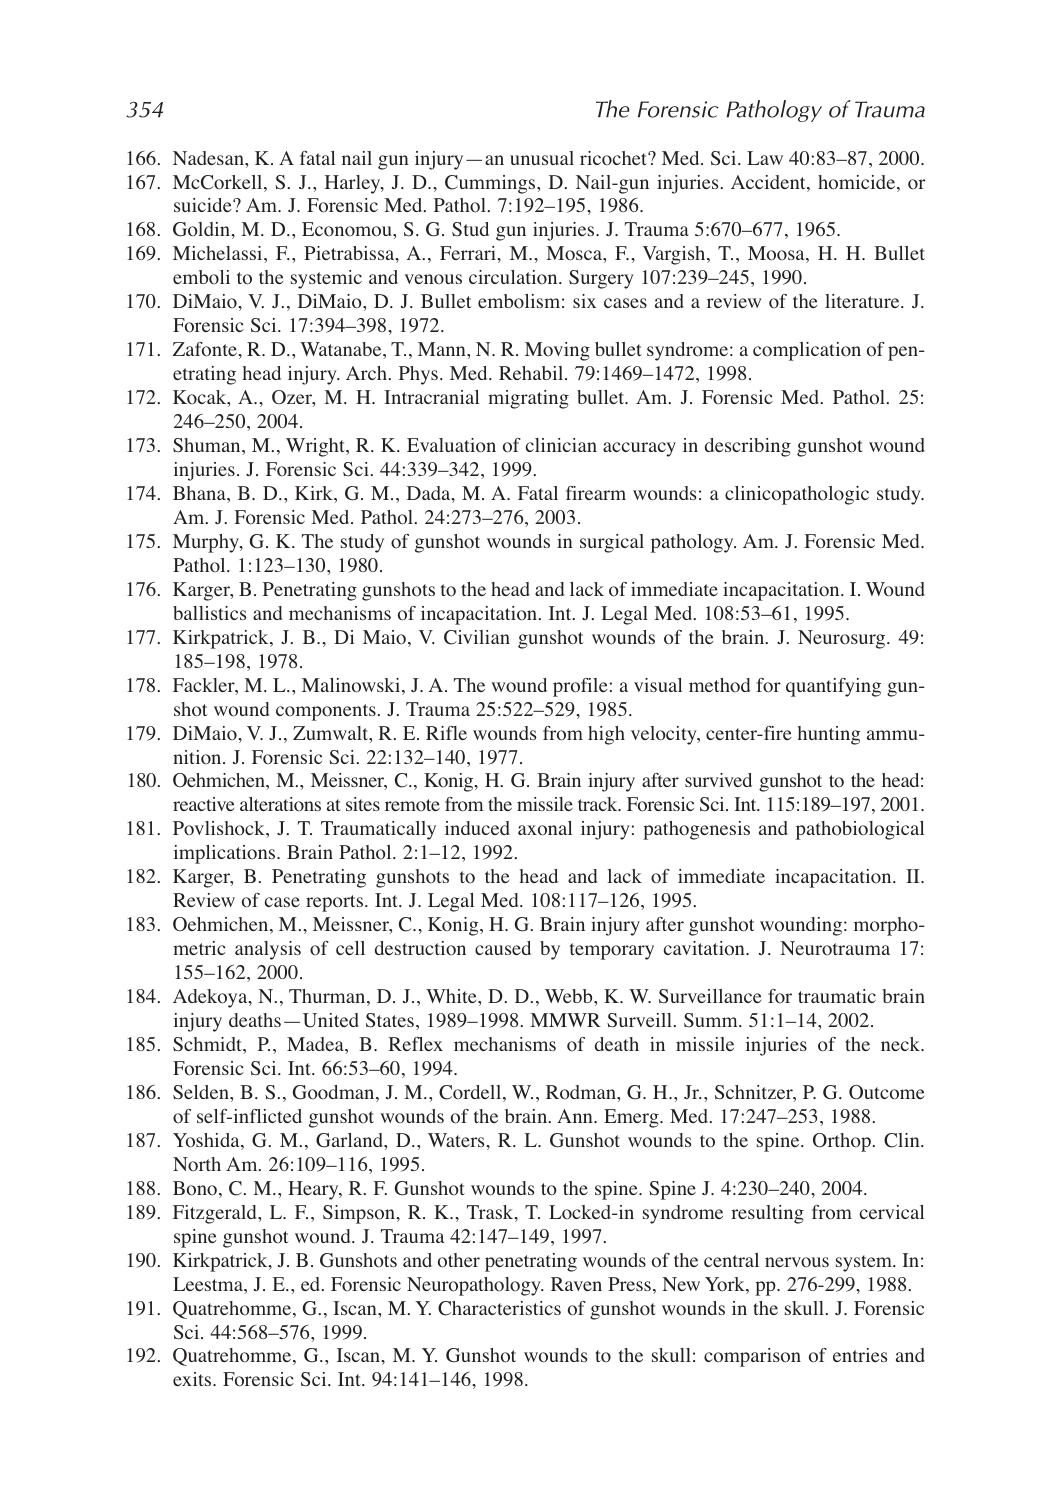 354 The Forensic Pathology of Trauma
166. Nadesan, K. A fatal nail gun injury—an unusual ricochet? Med. Sci. Law 40:83–87, 2000.
167. McCorkell, S. J., Harley, J. D., Cummings, D. Nail-gun injuries. Accident, homicide, or
suicide? Am. J. Forensic Med. Pathol. 7:192–195, 1986.
168. Goldin, M. D., Economou, S. G. Stud gun injuries. J. Trauma 5:670–677, 1965.
169. Michelassi, F., Pietrabissa, A., Ferrari, M., Mosca, F., Vargish, T., Moosa, H. H. Bullet
emboli to the systemic and venous circulation. Surgery 107:239–245, 1990.
170. DiMaio, V. J., DiMaio, D. J. Bullet embolism: six cases and a review of the literature. J.
Forensic Sci. 17:394–398, 1972.
171. Zafonte, R. D., Watanabe, T., Mann, N. R. Moving bullet syndrome: a complication of pen-
etrating head injury. Arch. Phys. Med. Rehabil. 79:1469–1472, 1998.
172. Kocak, A., Ozer, M. H. Intracranial migrating bullet. Am. J. Forensic Med. Pathol. 25:
246–250, 2004.
173. Shuman, M., Wright, R. K. Evaluation of clinician accuracy in describing gunshot wound
injuries. J. Forensic Sci. 44:339–342, 1999.
174. Bhana, B. D., Kirk, G. M., Dada, M. A. Fatal firearm wounds: a clinicopathologic study.
Am. J. Forensic Med. Pathol. 24:273–276, 2003.
175. Murphy, G. K. The study of gunshot wounds in surgical pathology. Am. J. Forensic Med.
Pathol. 1:123–130, 1980.
176. Karger, B. Penetrating gunshots to the head and lack of immediate incapacitation. I. Wound
ballistics and mechanisms of incapacitation. Int. J. Legal Med. 108:53–61, 1995.
177. Kirkpatrick, J. B., Di Maio, V. Civilian gunshot wounds of the brain. J. Neurosurg. 49:
185–198, 1978.
178. Fackler, M. L., Malinowski, J. A. The wound profile: a visual method for quantifying gun-
shot wound components. J. Trauma 25:522–529, 1985.
179. DiMaio, V. J., Zumwalt, R. E. Rifle wounds from high velocity, center-fire hunting ammu-
nition. J. Forensic Sci. 22:132–140, 1977.
180. Oehmichen, M., Meissner, C., Konig, H. G. Brain injury after survived gunshot to the head:
reactive alterations at sites remote from the missile track. Forensic Sci. Int. 115:189–197, 2001.
181. Povlishock, J. T. Traumatically induced axonal injury: pathogenesis and pathobiological
implications. Brain Pathol. 2:1–12, 1992.
182. Karger, B. Penetrating gunshots to the head and lack of immediate incapacitation. II.
Review of case reports. Int. J. Legal Med. 108:117–126, 1995.
183. Oehmichen, M., Meissner, C., Konig, H. G. Brain injury after gunshot wounding: morpho-
metric analysis of cell destruction caused by temporary cavitation. J. Neurotrauma 17:
155–162, 2000.
184. Adekoya, N., Thurman, D. J., White, D. D., Webb, K. W. Surveillance for traumatic brain
injury deaths—United States, 1989–1998. MMWR Surveill. Summ. 51:1–14, 2002.
185. Schmidt, P., Madea, B. Reflex mechanisms of death in missile injuries of the neck.
Forensic Sci. Int. 66:53–60, 1994.
186. Selden, B. S., Goodman, J. M., Cordell, W., Rodman, G. H., Jr., Schnitzer, P. G. Outcome
of self-inflicted gunshot wounds of the brain. Ann. Emerg. Med. 17:247–253, 1988.
187. Yoshida, G. M., Garland, D., Waters, R. L. Gunshot wounds to the spine. Orthop. Clin.
North Am. 26:109–116, 1995.
188. Bono, C. M., Heary, R. F. Gunshot wounds to the spine. Spine J. 4:230–240, 2004.
189. Fitzgerald, L. F., Simpson, R. K., Trask, T. Locked-in syndrome resulting from cervical
spine gunshot wound. J. Trauma 42:147–149, 1997.
190. Kirkpatrick, J. B. Gunshots and other penetrating wounds of the central nervous system. In:
Leestma, J. E., ed. Forensic Neuropathology. Raven Press, New York, pp. 276-299, 1988.
191. Quatrehomme, G., Iscan, M. Y. Characteristics of gunshot wounds in the skull. J. Forensic
Sci. 44:568–576, 1999.
192. Quatrehomme, G., Iscan, M. Y. Gunshot wounds to the skull: comparison of entries and
exits. Forensic Sci. Int. 94:141–146, 1998.